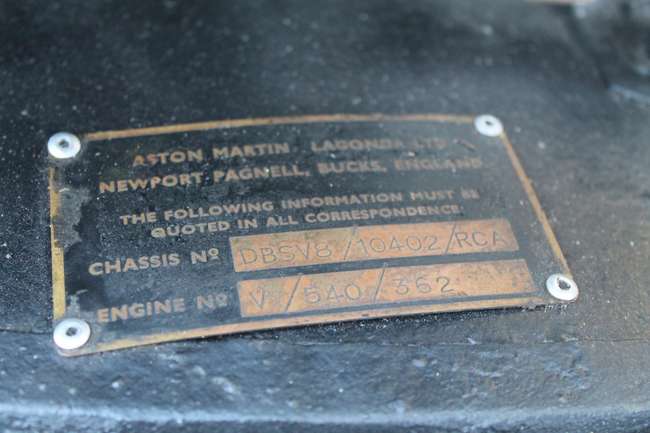 ASTON MARTIN LAGONDA LTD
NEWPORT PAGNELL, BUCKS, ENGLAND
THE FOLLOWING INFORMATION MUST BE
QUOTED IN ALL CORRESPONDENCE
CHASSIS Nº DBSV8/10402/RCA
ENGINE Nº V/540/362